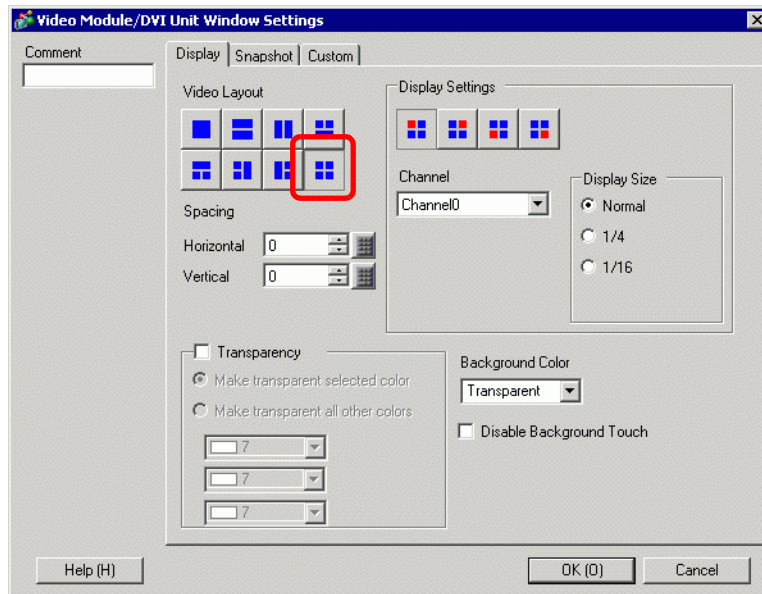 Video Module/DVI Unit Window Settings
Comment
Display Snapshot Custom
Video Layout
Display Settings
Channel
Channel0
Display Size
Normal
1/4
1/16
Spacing
Horizontal 0
Vertical 0
Transparency
Make transparent selected color
Make transparent all other colors
7
7
7
Background Color
Transparent
Disable Background Touch
Help (H)
OK (O)
Cancel